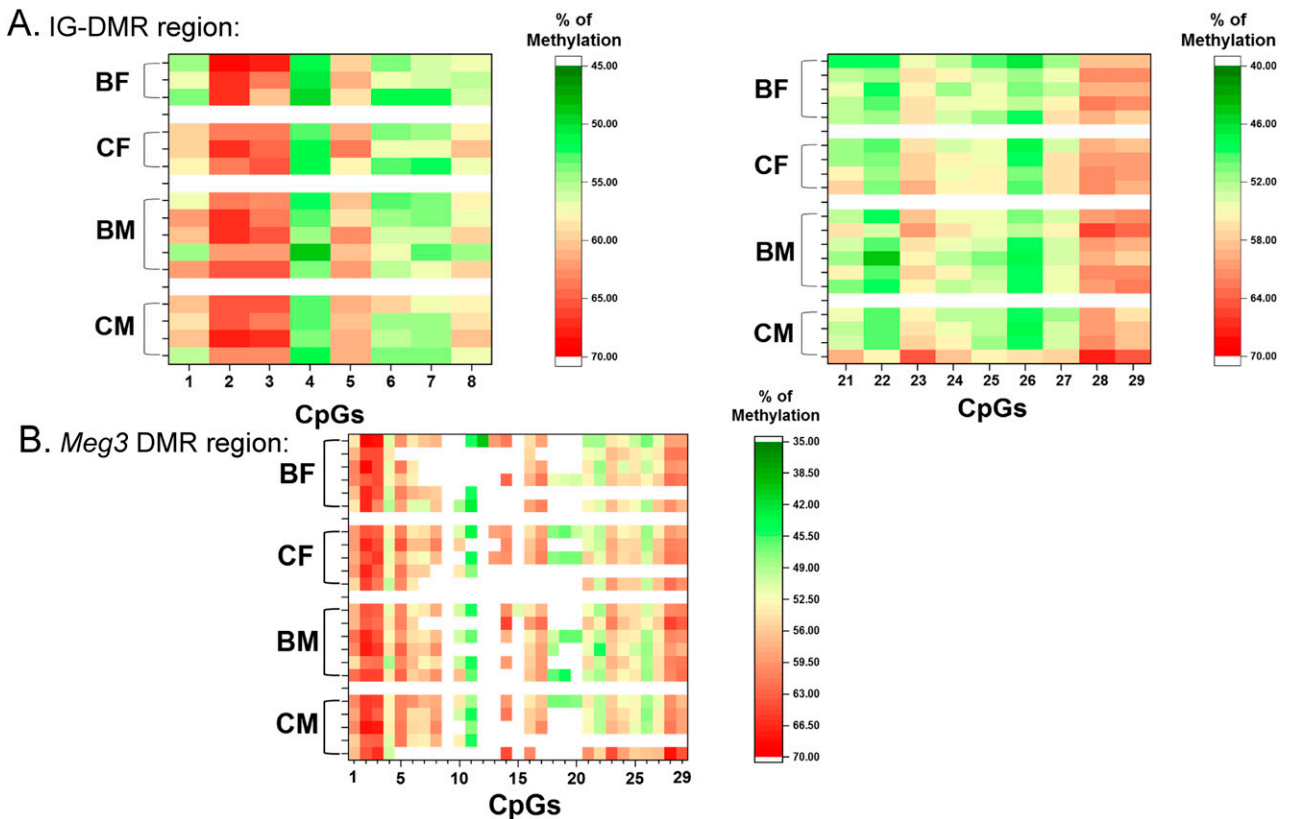 A. IG-DMR region:
% of
Methylation
BF
CF
BM
CM
45.00
50.00
55.00
60.00
65.00
70.00
1 2 3 4 5 6 7 8
CpGs
% of
Methylation
BF
CF
BM
CM
40.00
46.00
52.00
58.00
64.00
70.00
21 22 23 24 25 26 27 28 29
CpGs
B. Meg3 DMR region:
% of
Methylation
BF
CF
BM
CM
35.00
38.50
42.00
45.50
49.00
52.50
56.00
59.50
63.00
66.50
70.00
1 5 10 15 20 25 29
CpGs